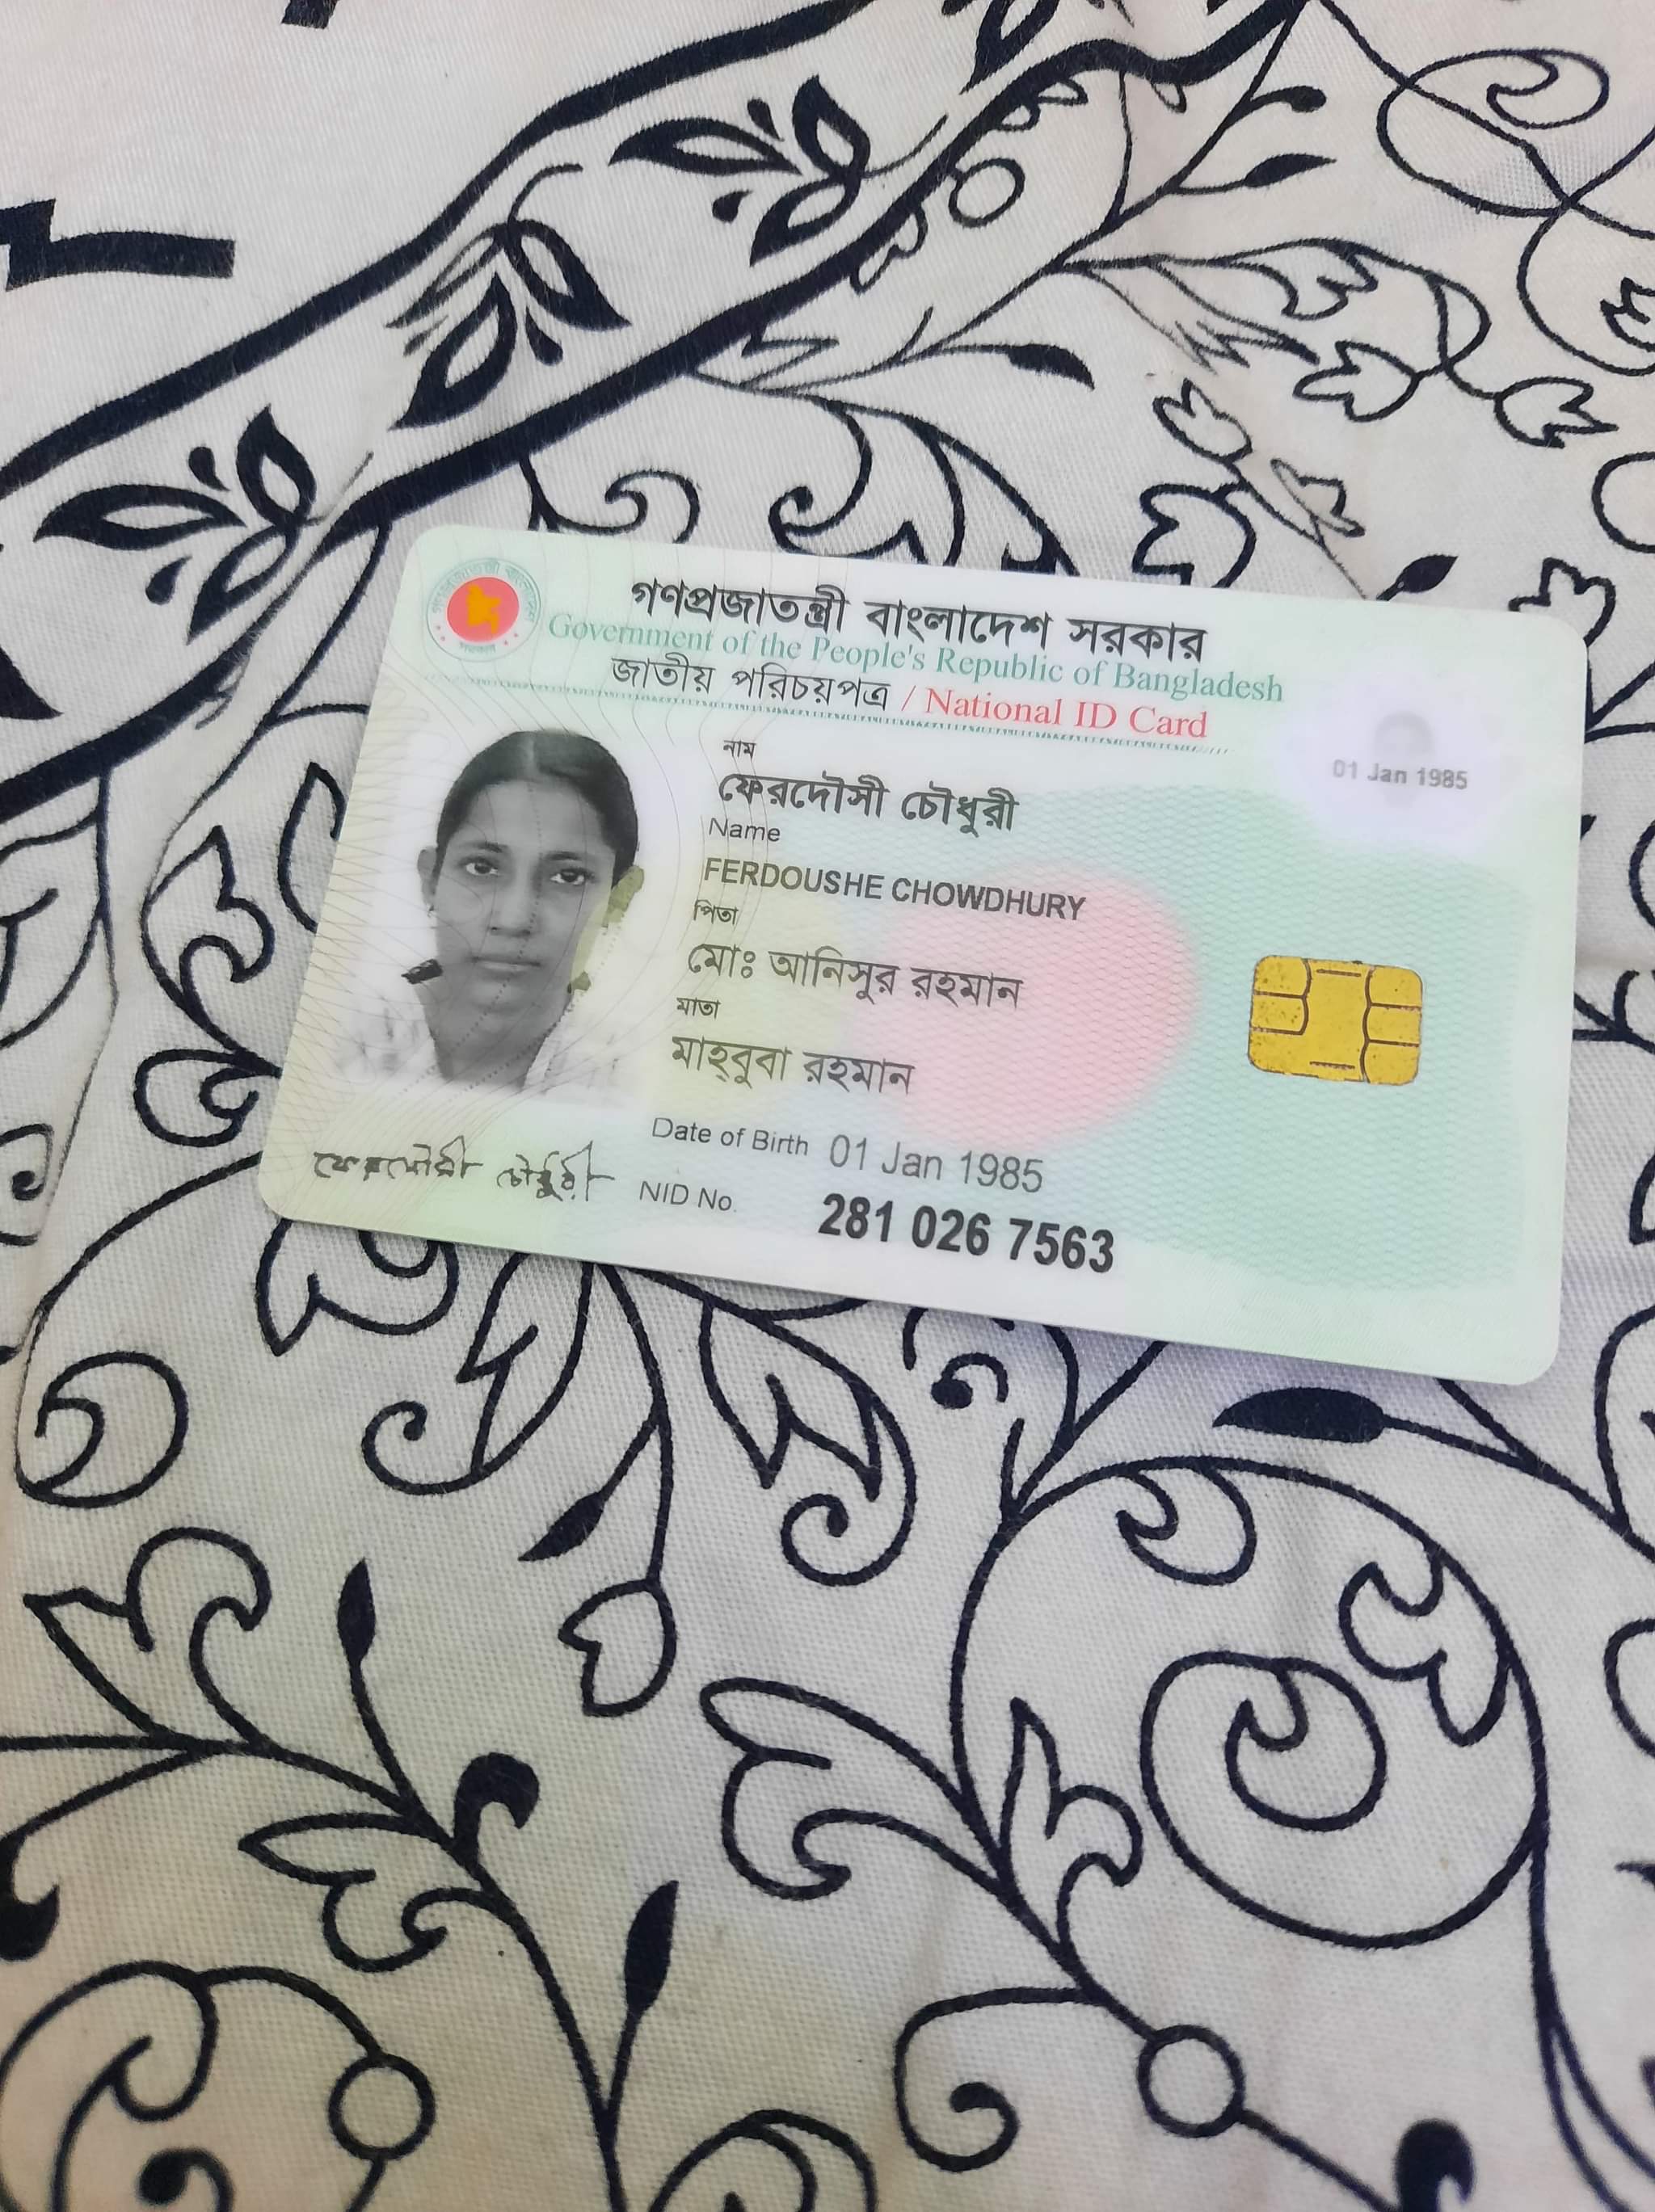 গণপ্রজাতন্ত্রী বাংলাদেশ সরকার
Government of the People's Republic of Bangladesh
জাতীয় পরিচয়পত্র / National ID Card
01 Jan 1985
নাম
ফেরদৌসী চৌধুরী
Name
FERDOUSHE CHOWDHURY
পিতা
মোঃ আনিসুর রহমান
মাতা
মাহ্বুবা রহমান
Date of Birth 01 Jan 1985
ফেরদৌসী চৌধুরী
NID No. 281 026 7563